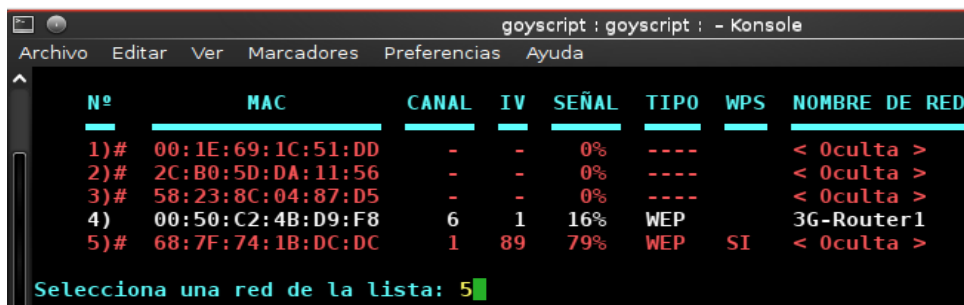 goyscript : goyscript : – Konsole
Archivo Editar Ver Marcadores Preferencias Ayuda
Nº MAC CANAL IV SEÑAL TIPO WPS NOMBRE DE RED
1)# 00:1E:69:1C:51:DD - - 0% ---- < Oculta >
2)# 2C:B0:5D:DA:11:56 - - 0% ---- < Oculta >
3)# 58:23:8C:04:87:D5 - - 0% ---- < Oculta >
4) 00:50:C2:4B:D9:F8 6 1 16% WEP 3G-Router1
5)# 68:7F:74:1B:DC:DC 1 89 79% WEP SI < Oculta >
Selecciona una red de la lista: 5